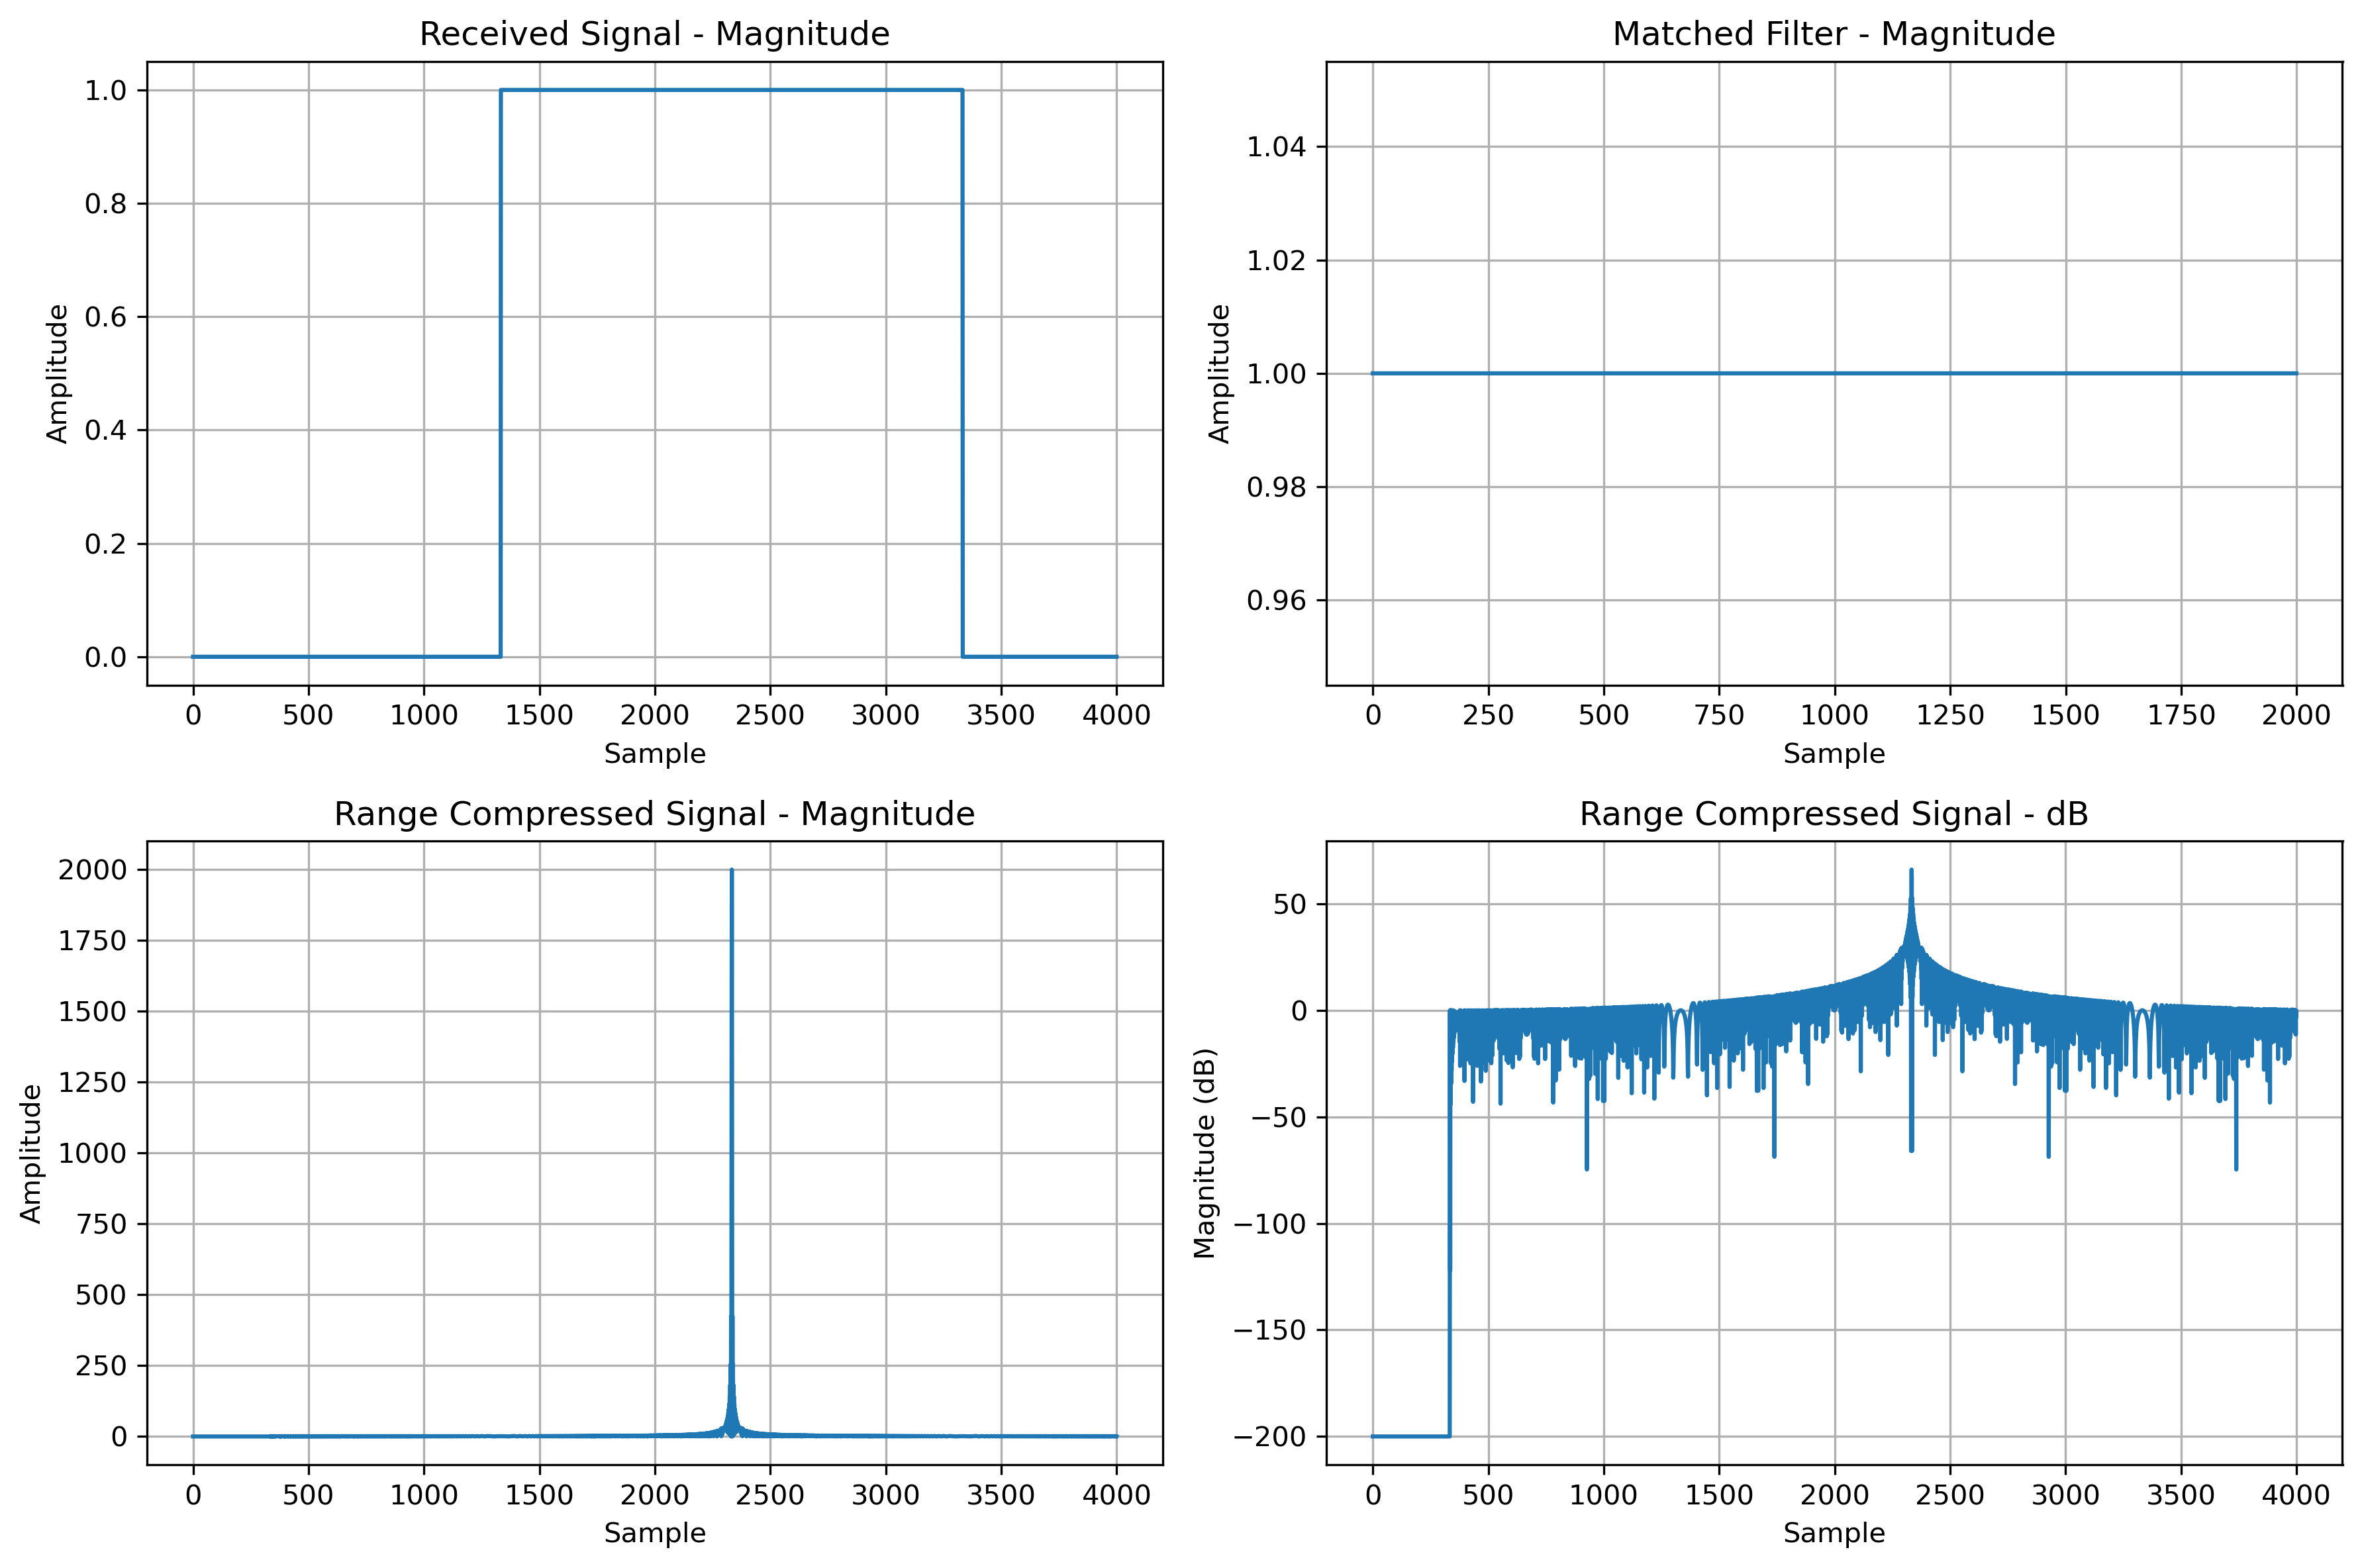 Received Signal - Magnitude
Amplitude
1.0
0.8
0.6
0.4
0.2
0.0
0 500 1000 1500 2000 2500 3000 3500 4000
Sample
Matched Filter - Magnitude
Amplitude
1.04
1.02
1.00
0.98
0.96
0 250 500 750 1000 1250 1500 1750 2000
Sample
Range Compressed Signal - Magnitude
Amplitude
2000
1750
1500
1250
1000
750
500
250
0
0 500 1000 1500 2000 2500 3000 3500 4000
Sample
Range Compressed Signal - dB
Magnitude (dB)
50
0
−50
−100
−150
−200
0 500 1000 1500 2000 2500 3000 3500 4000
Sample